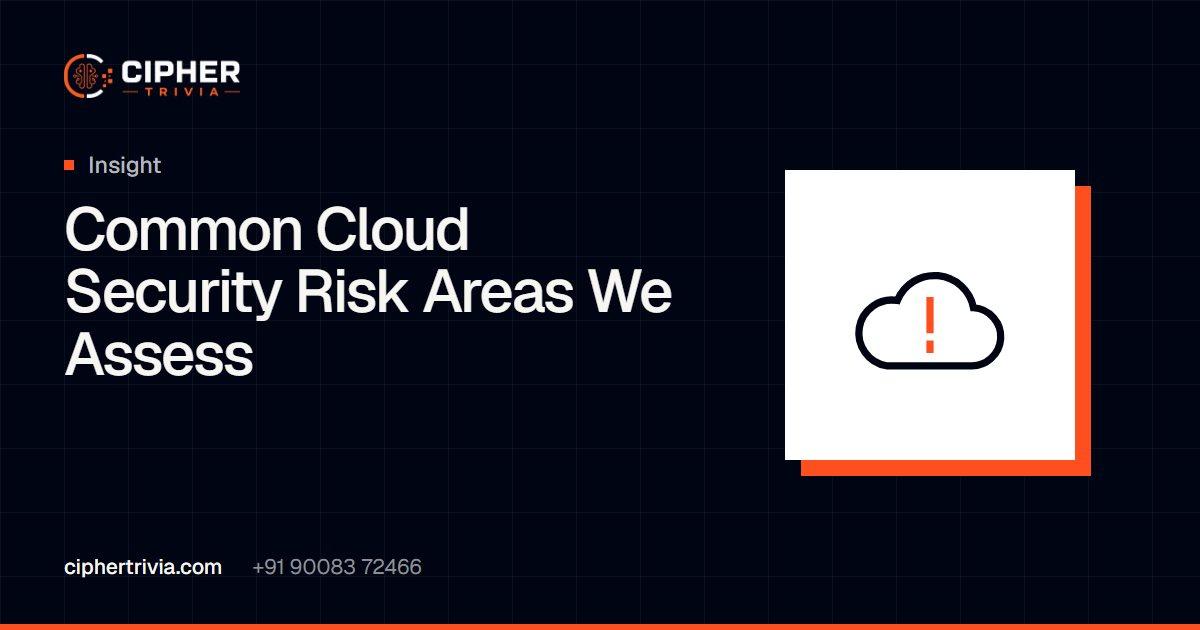 CIPHER
TRIVIA
Insight
Common Cloud
Security Risk Areas We
Assess
!
ciphertrivia.com +91 90083 72466